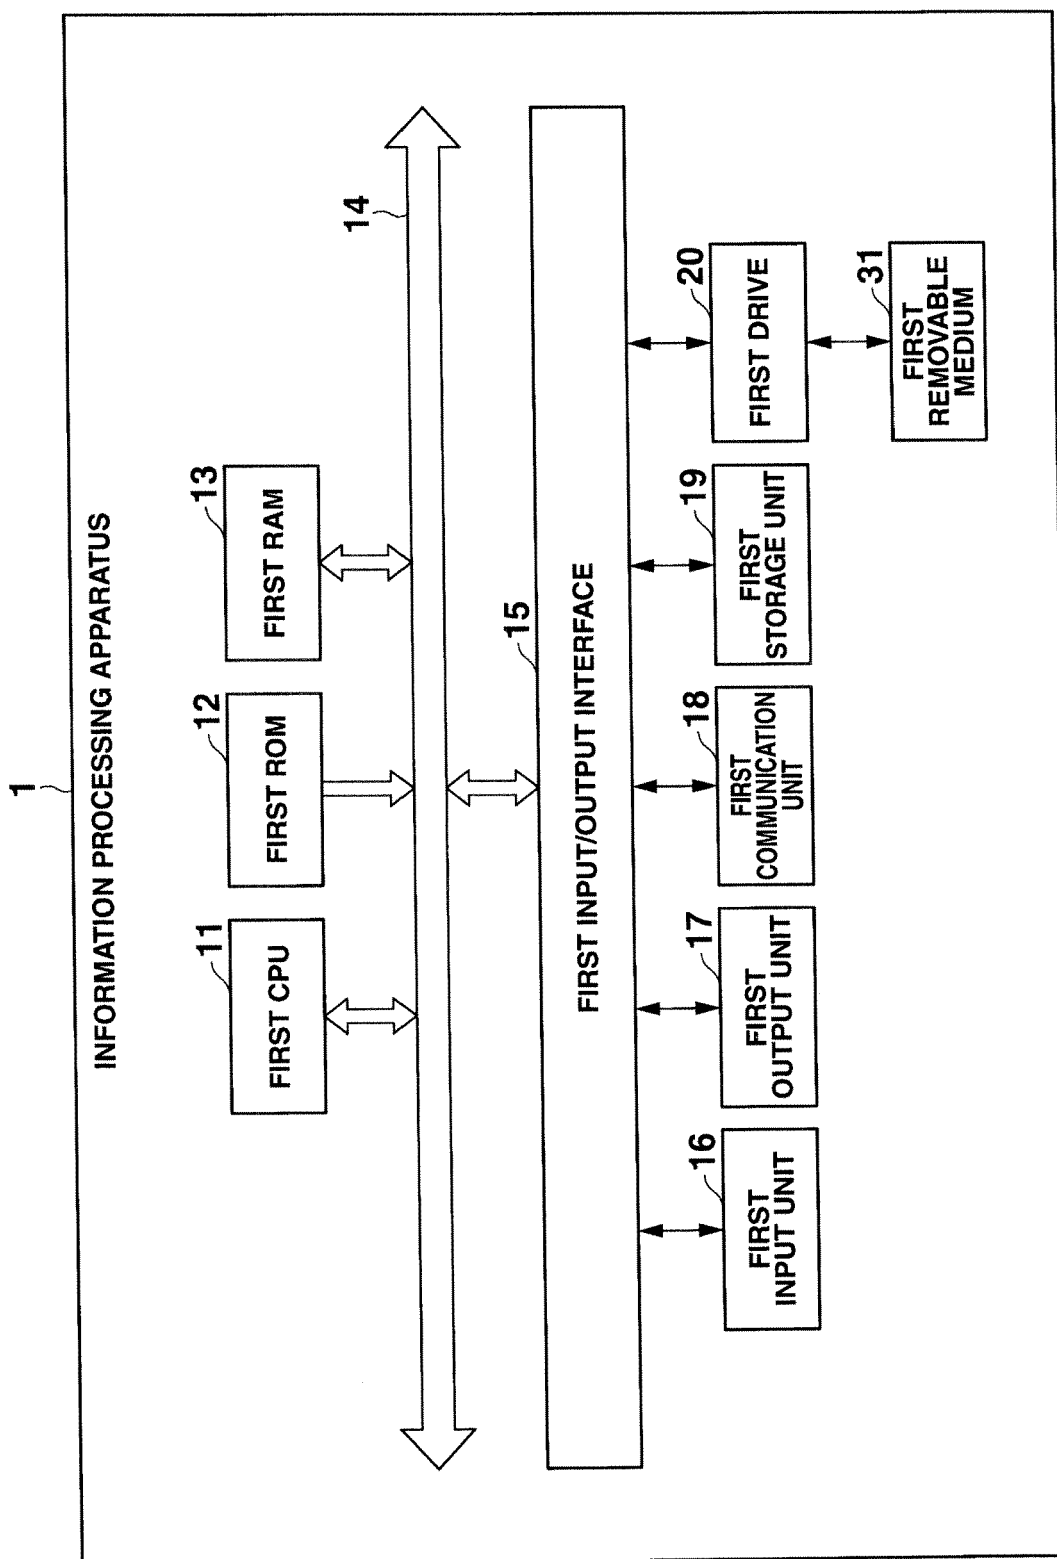 1
INFORMATION PROCESSING APPARATUS
11
FIRST CPU
12
FIRST ROM
13
FIRST RAM
14
15
FIRST INPUT/OUTPUT INTERFACE
16
FIRST
INPUT UNIT
17
FIRST
OUTPUT UNIT
18
FIRST
COMMUNICATION
UNIT
19
FIRST
STORAGE UNIT
20
FIRST DRIVE
31
FIRST
REMOVABLE
MEDIUM